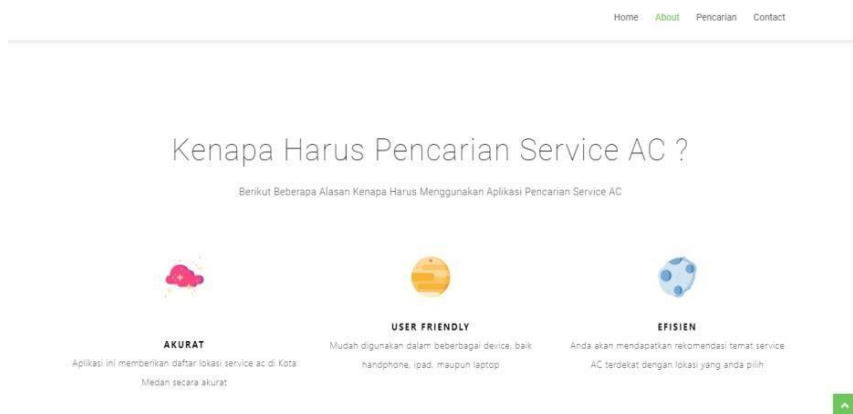 Home About Pencarian Contact
Kenapa Harus Pencarian Service AC ?
Berikut Beberapa Alasan Kenapa Harus Menggunakan Aplikasi Pencarian Service AC
AKURAT
Aplikasi ini memberikan daftar lokasi service ac di Kota
Medan secara akurat
USER FRIENDLY
Mudah digunakan dalam beberbagai device, baik
handphone, ipad, maupun laptop
EFISIEN
Anda akan mendapatkan rekomendasi temat service
AC terdekat dengan lokasi yang anda pilih